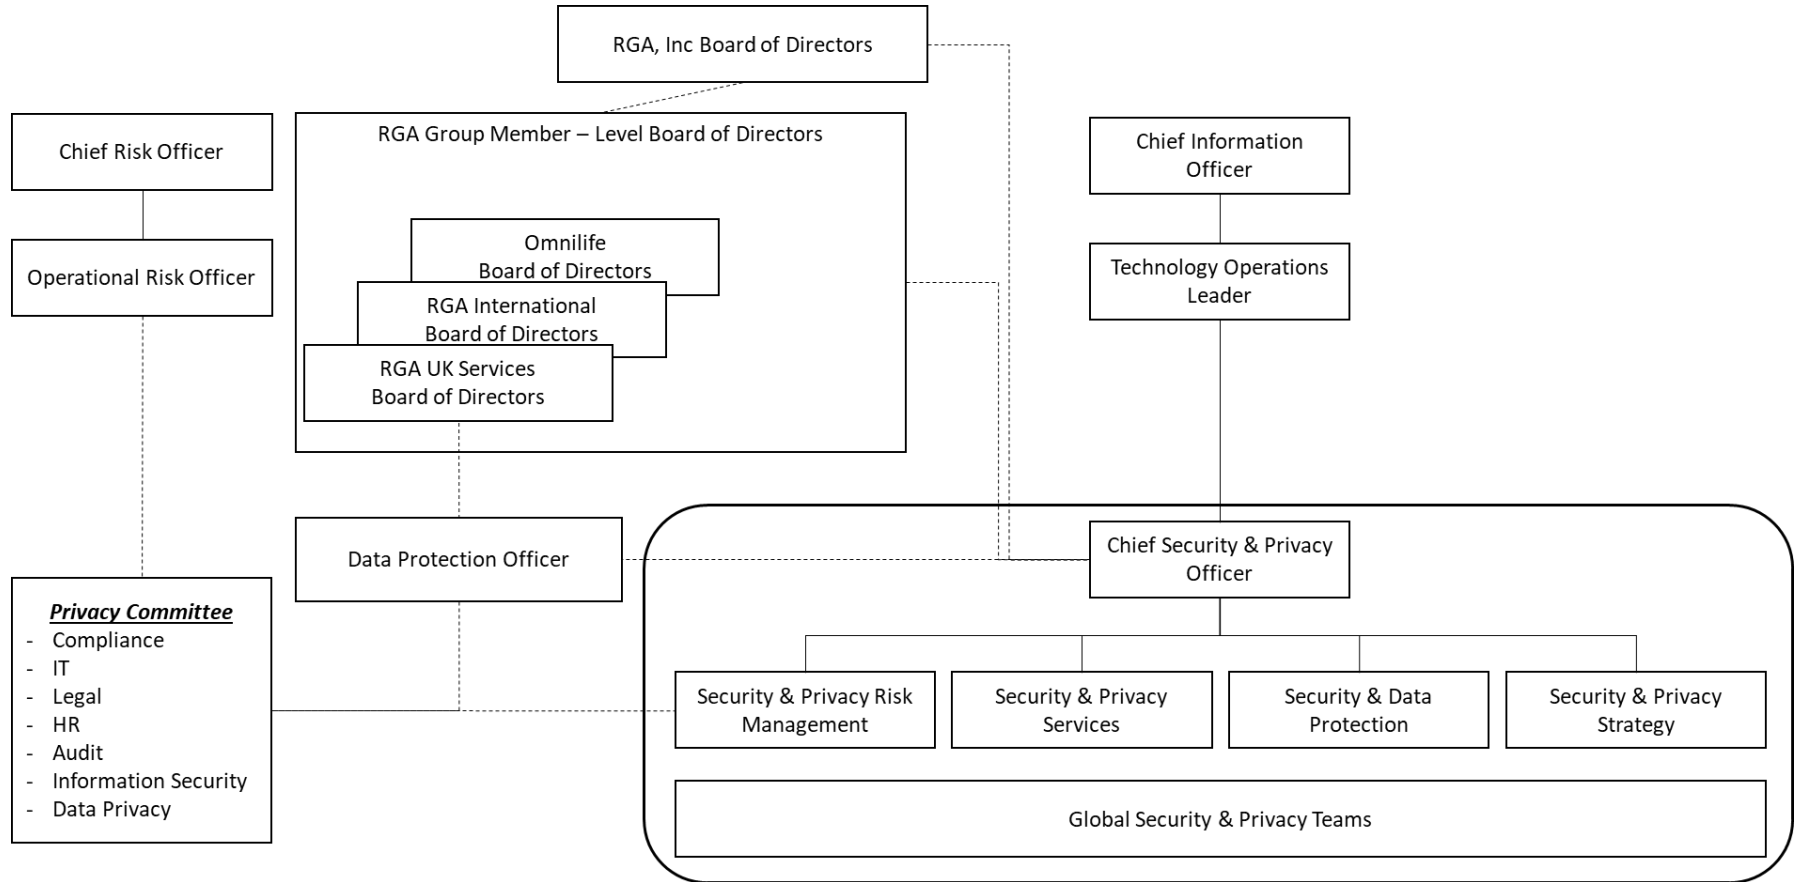 RGA, Inc Board of Directors
Chief Risk Officer
RGA Group Member – Level Board of Directors
Chief Information
Officer
Operational Risk Officer
Omnilife
Board of Directors
RGA International
Board of Directors
RGA UK Services
Board of Directors
Technology Operations
Leader
Data Protection Officer
Chief Security & Privacy
Officer
Privacy Committee
- Compliance
- IT
- Legal
- HR
- Audit
- Information Security
- Data Privacy
Security & Privacy Risk
Management
Security & Privacy
Services
Security & Data
Protection
Security & Privacy
Strategy
Global Security & Privacy Teams